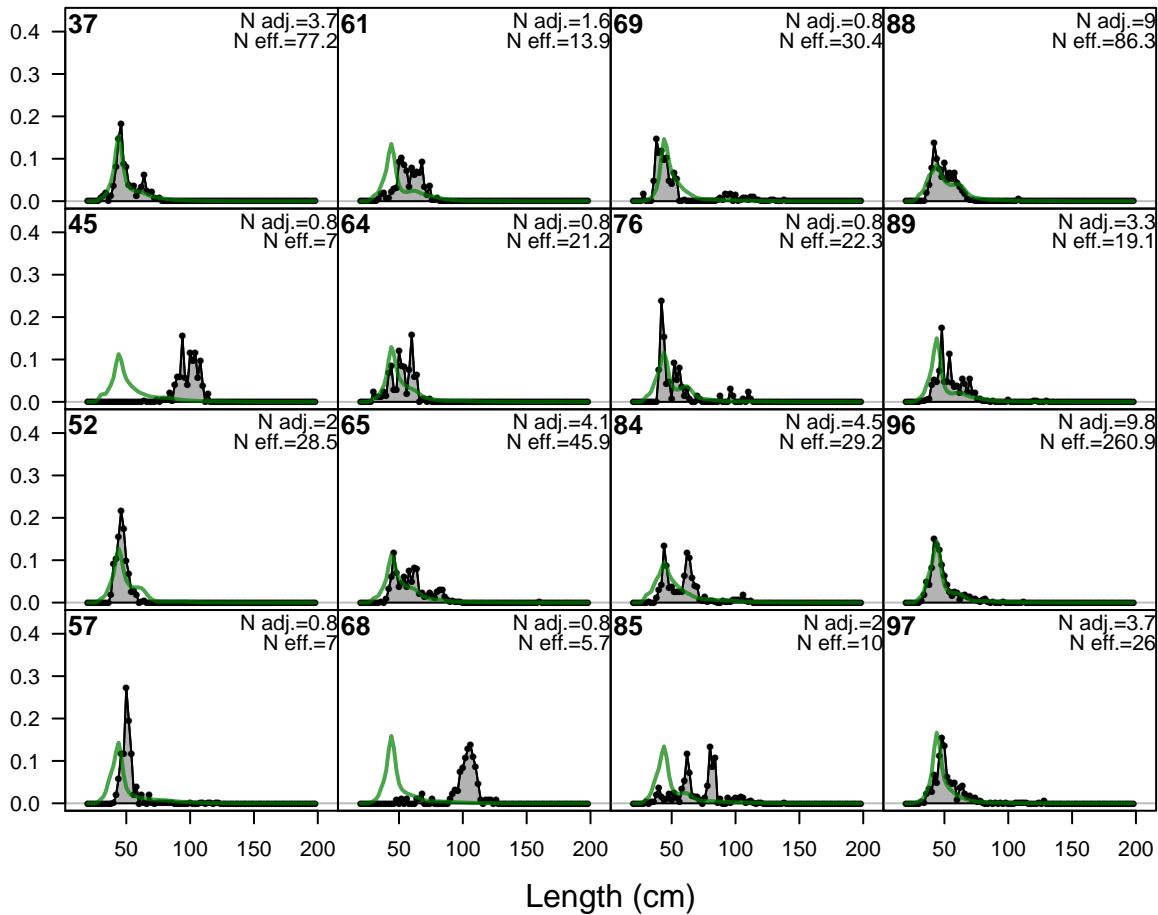 37 N adj.=3.7 61 N adj.=1.6 69 N adj.=0.8 88 N adj.=9
N eff.=77.2 N eff.=13.9 N eff.=30.4 N eff.=86.3
0.4
0.3
0.2
0.1
0.0
45 N adj.=0.8 64 N adj.=0.8 76 N adj.=0.8 89 N adj.=3.3
N eff.=7 N eff.=21.2 N eff.=22.3 N eff.=19.1
0.4
0.3
0.2
0.1
0.0
52 N adj.=2 65 N adj.=4.1 84 N adj.=4.5 96 N adj.=9.8
N eff.=28.5 N eff.=45.9 N eff.=29.2 N eff.=260.9
0.4
0.3
0.2
0.1
0.0
57 N adj.=0.8 68 N adj.=0.8 85 N adj.=2 97 N adj.=3.7
N eff.=7 N eff.=5.7 N eff.=10 N eff.=26
0.4
0.3
0.2
0.1
0.0
50 100 150 200 50 100 150 200 50 100 150 200 50 100 150 200
Length (cm)